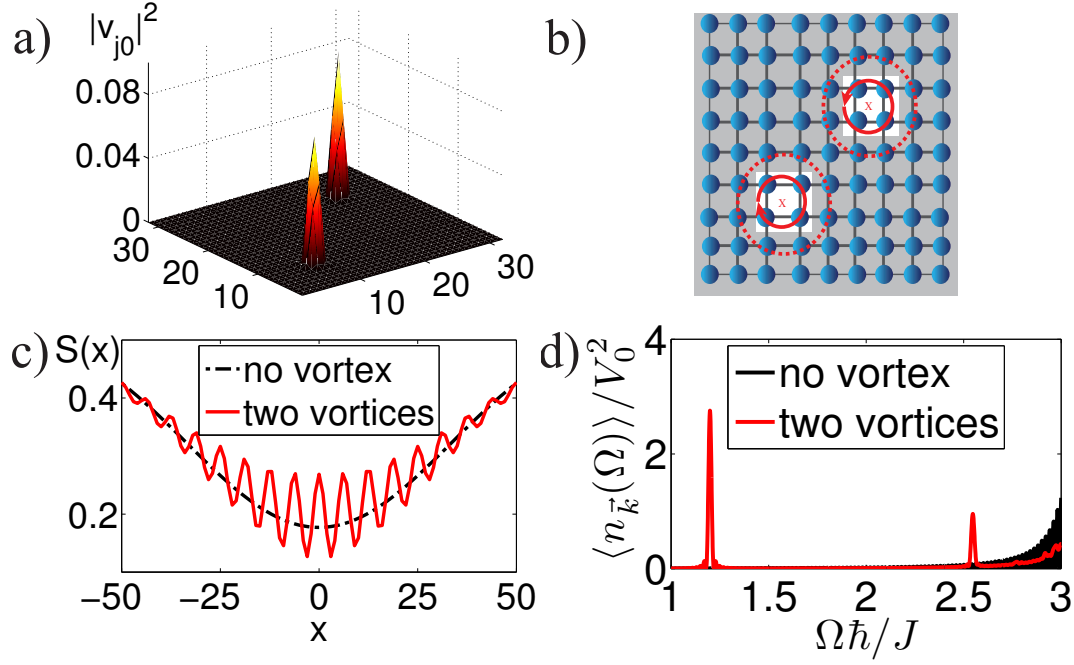 a)
|v_{j0}|^2
0.08
0.04
0
30
20
10
10
20
30
b)
x
x
c)
S(x)
no vortex
two vortices
0.4
0.2
−50
−25
0
25
50
x
d)
⟨n_{\vec{k}}(Ω)⟩/V_0^2
no vortex
two vortices
4
2
0
1
1.5
2
2.5
3
Ωħ/J